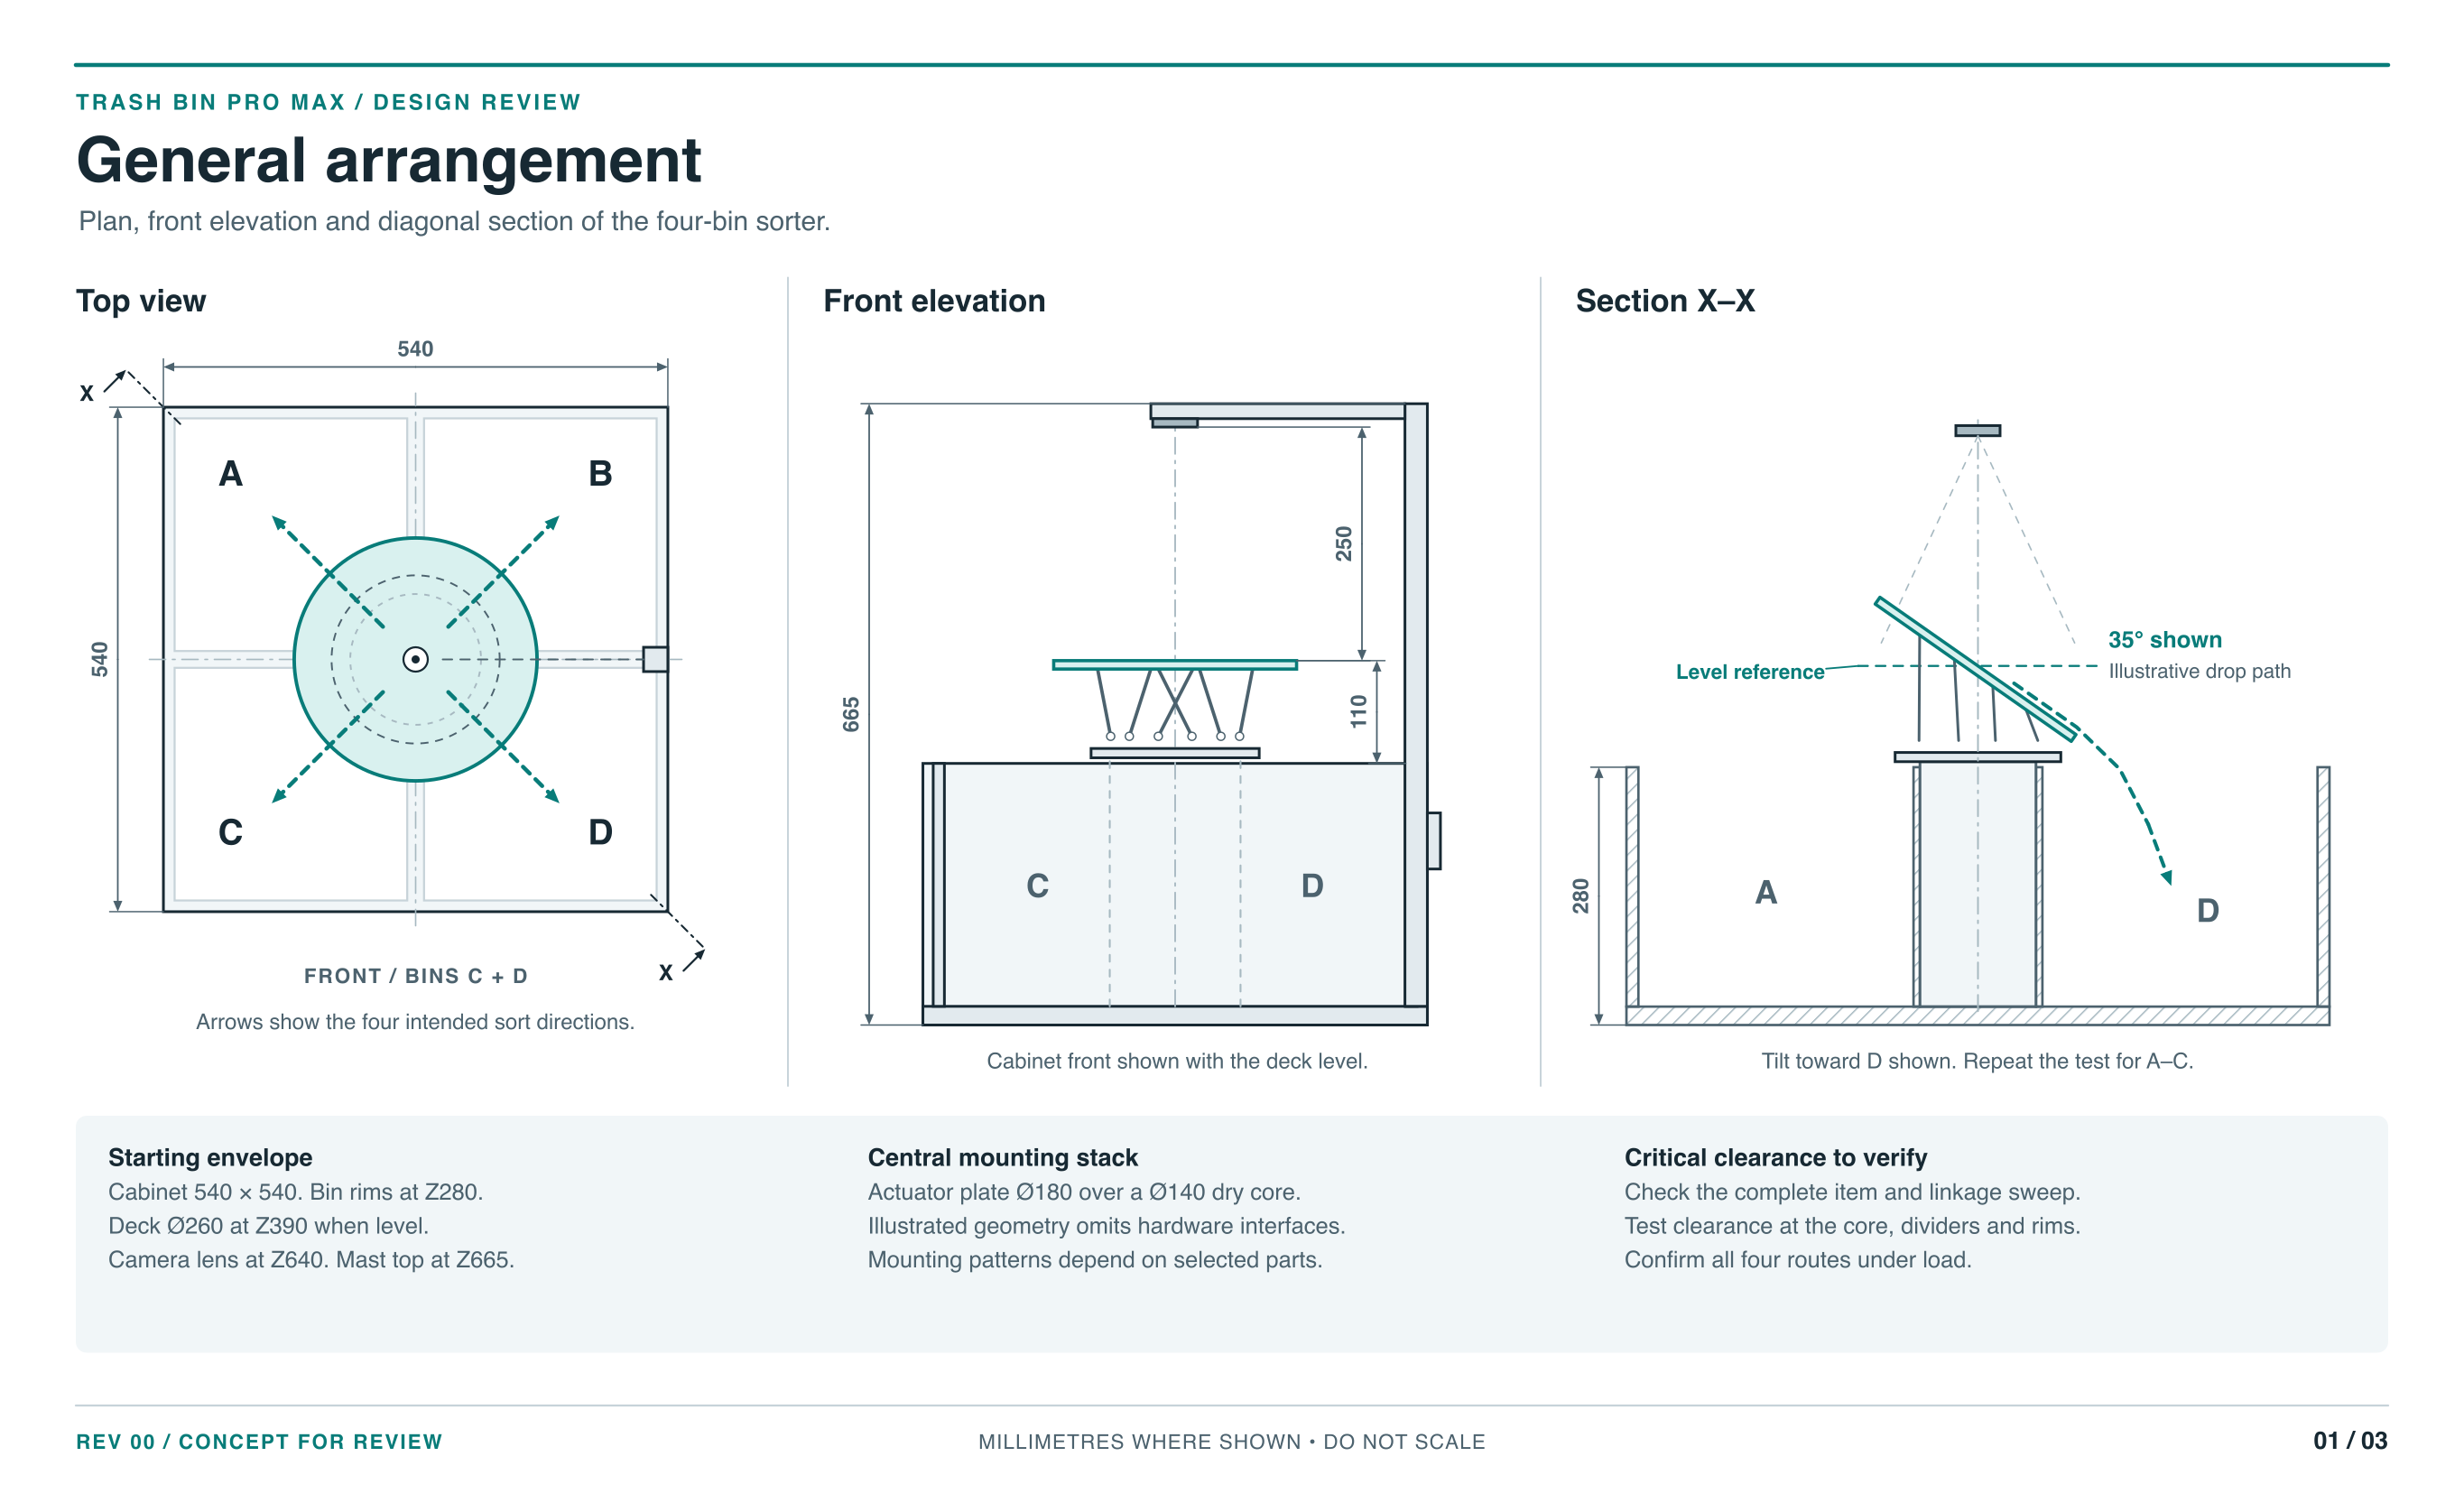 TRASH BIN PRO MAX / DESIGN REVIEW
General arrangement
Plan, front elevation and diagonal section of the four-bin sorter.
Top view
540
X
A
B
540
C
D
X
FRONT / BINS C + D
Arrows show the four intended sort directions.
Front elevation
250
665
110
C
D
Cabinet front shown with the deck level.
Section X–X
35° shown
Level reference
Illustrative drop path
280
A
D
Tilt toward D shown. Repeat the test for A–C.
Starting envelope
Cabinet 540 × 540. Bin rims at Z280.
Deck Ø260 at Z390 when level.
Camera lens at Z640. Mast top at Z665.
Central mounting stack
Actuator plate Ø180 over a Ø140 dry core.
Illustrated geometry omits hardware interfaces.
Mounting patterns depend on selected parts.
Critical clearance to verify
Check the complete item and linkage sweep.
Test clearance at the core, dividers and rims.
Confirm all four routes under load.
REV 00 / CONCEPT FOR REVIEW
MILLIMETRES WHERE SHOWN • DO NOT SCALE
01 / 03